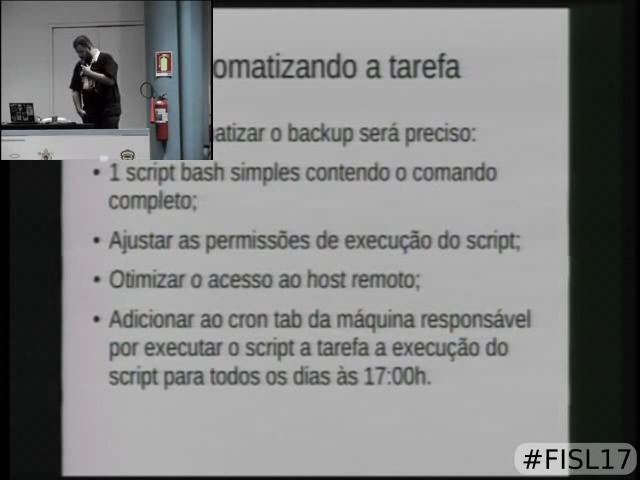 omatizando a tarefa
atizar o backup será preciso:
• 1 script bash simples contendo o comando
completo;
• Ajustar as permissões de execução do script;
• Otimizar o acesso ao host remoto;
• Adicionar ao cron tab da máquina responsável
por executar o script a tarefa a execução do
script para todos os dias às 17:00h.
#FISL17